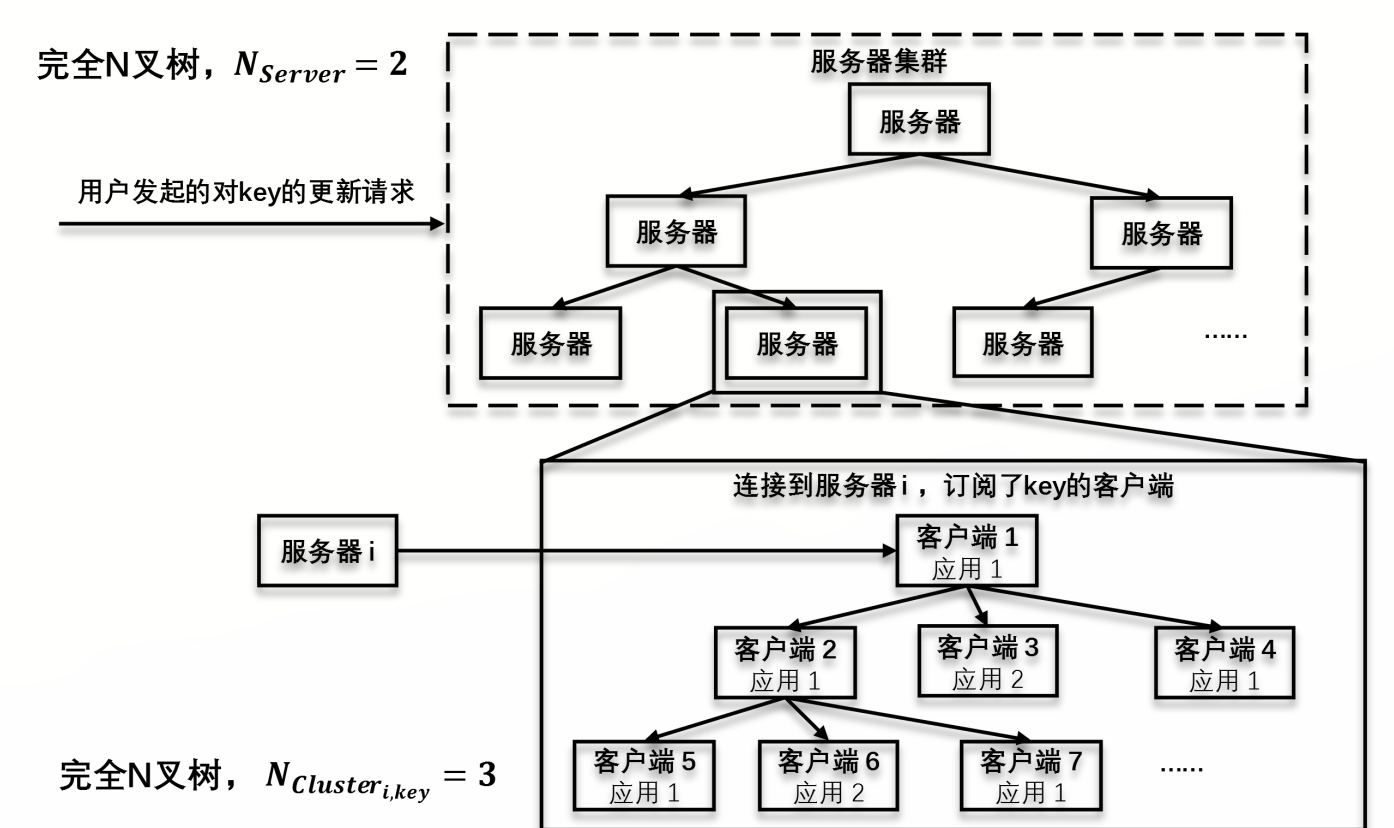 完全N叉树，N_Server = 2
服务器集群
服务器
用户发起的对key的更新请求
服务器
服务器
服务器
服务器
服务器
……
连接到服务器 i ，订阅了key的客户端
服务器 i
客户端 1
应用 1
客户端 2
应用 1
客户端 3
应用 2
客户端 4
应用 1
客户端 5
应用 1
客户端 6
应用 2
客户端 7
应用 1
……
完全N叉树， N_Cluster_i,key = 3